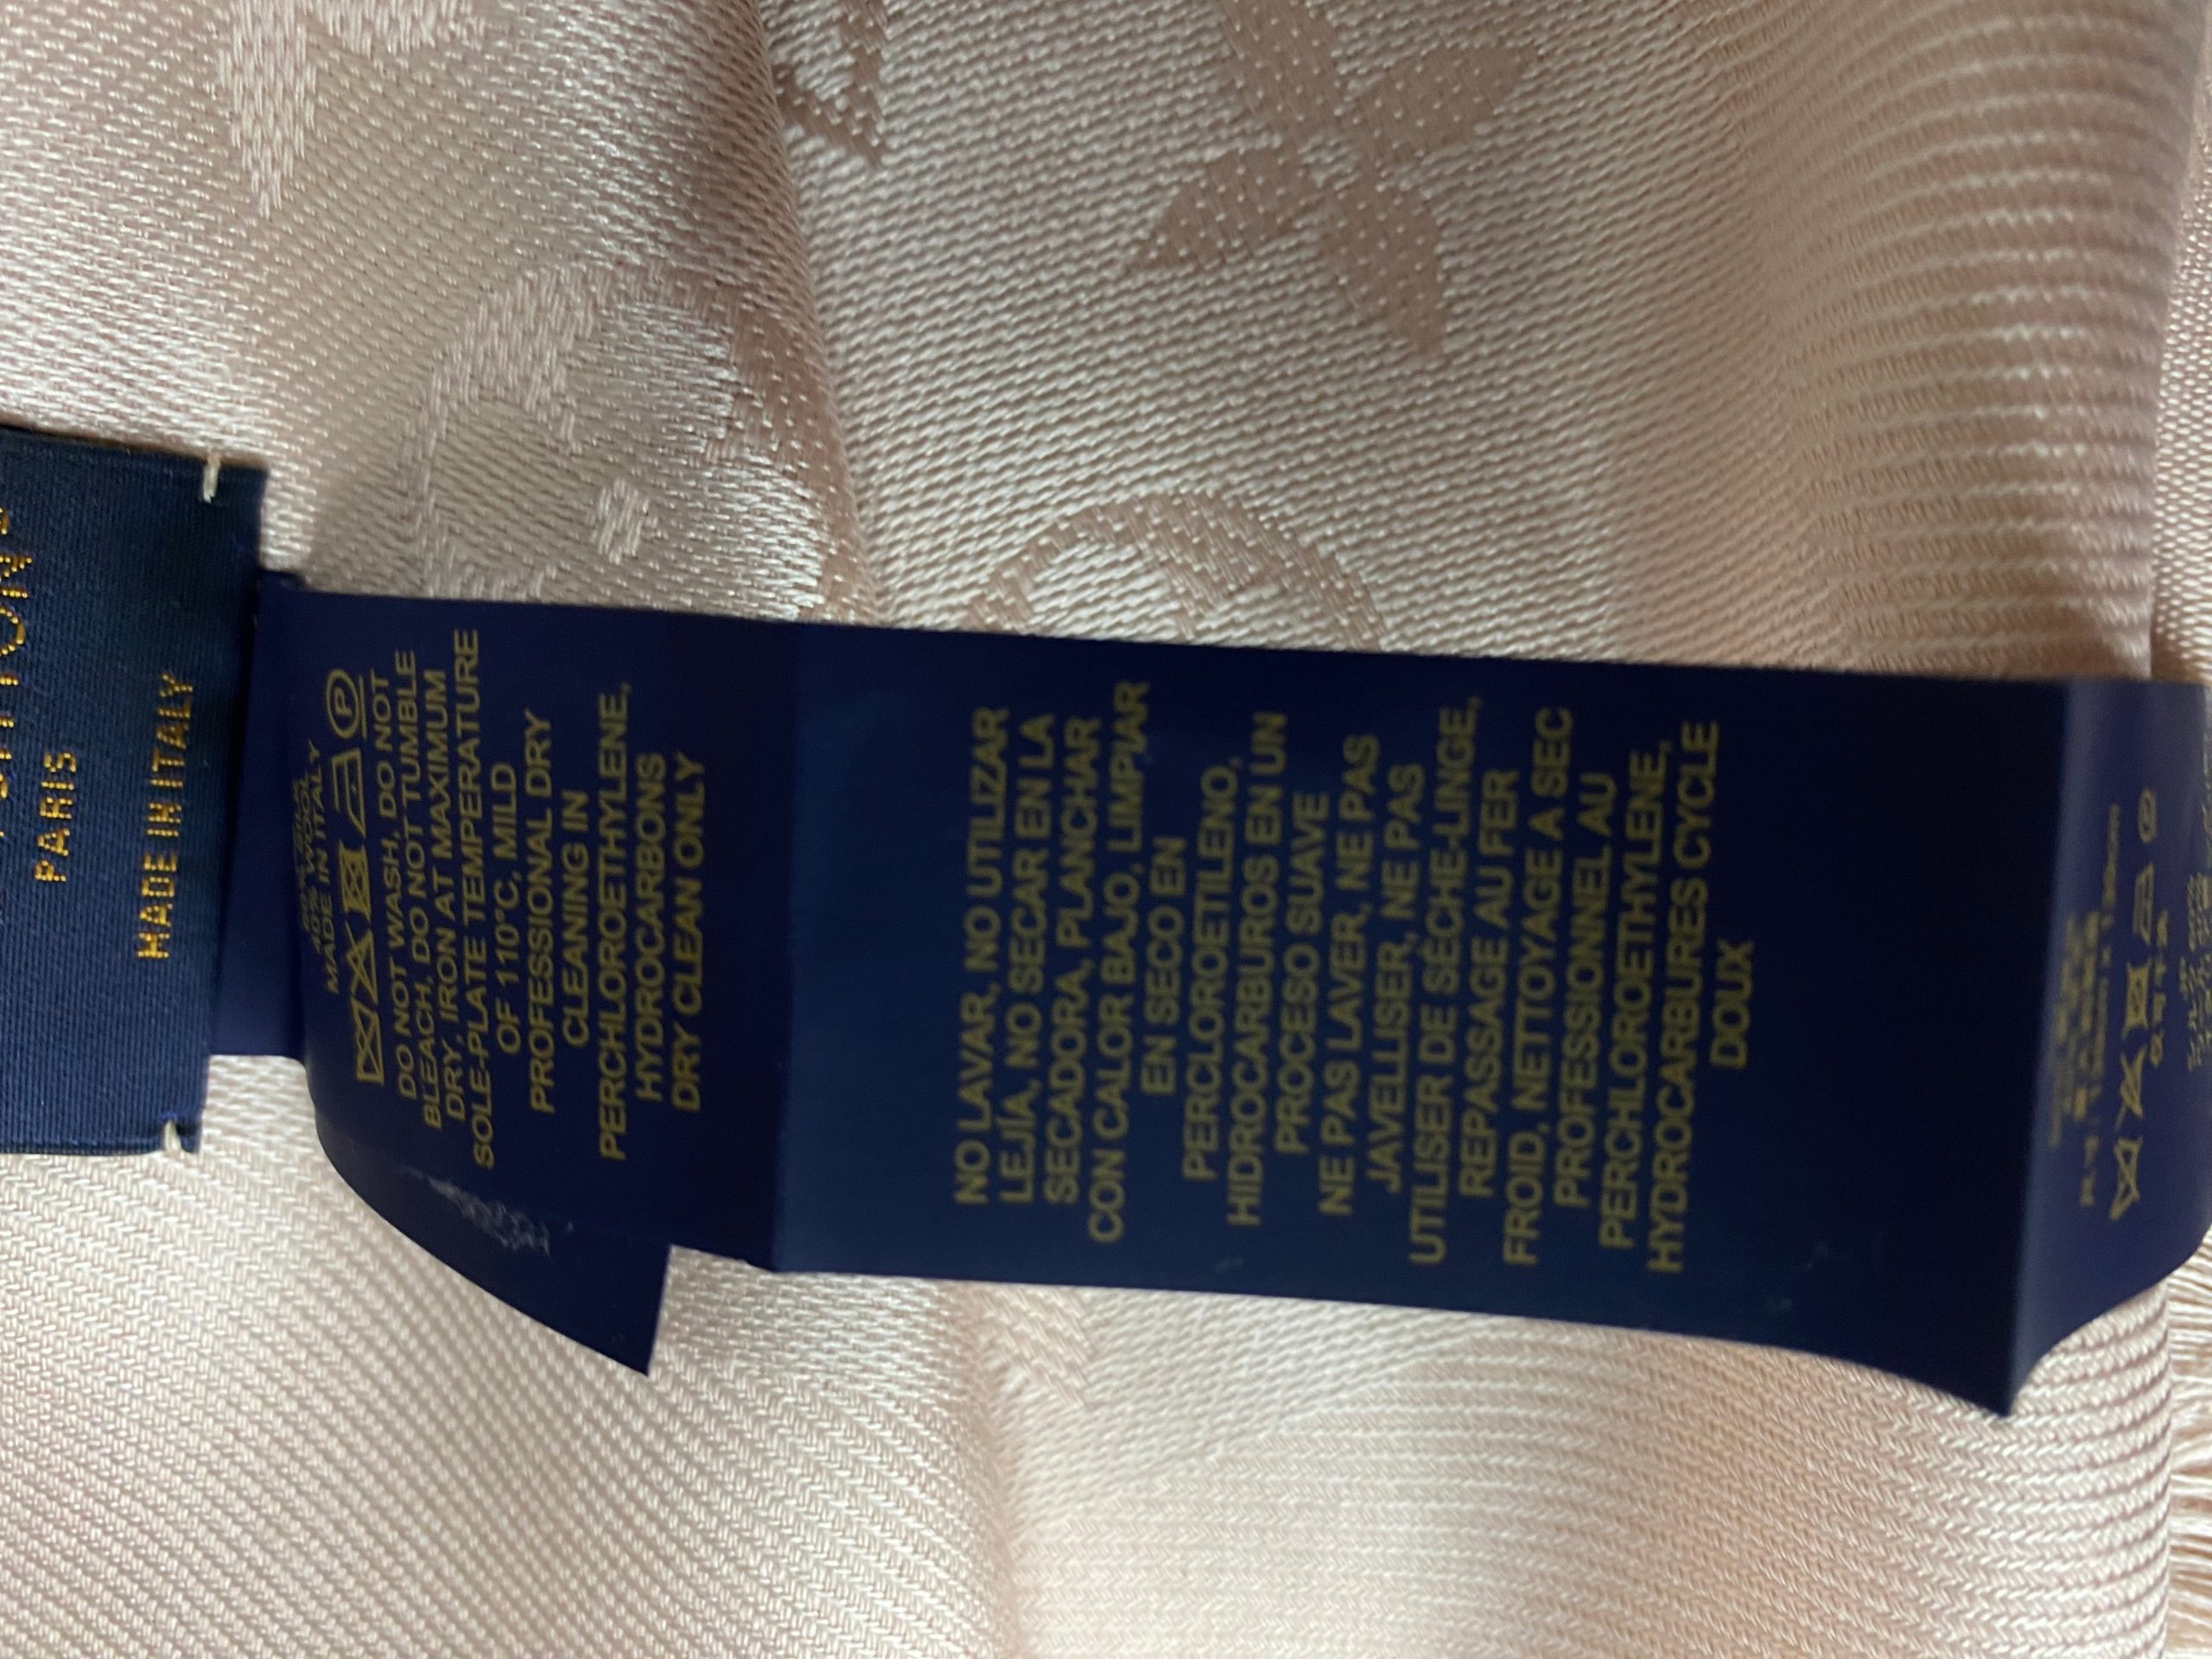 PARIS
MADE IN ITALY
40% WOOL
MADE IN ITALY
P
DO NOT WASH, DO NOT
BLEACH, DO NOT TUMBLE
DRY, IRON AT MAXIMUM
SOLE-PLATE TEMPERATURE
OF 110°C, MILD
PROFESSIONAL DRY
CLEANING IN
PERCHLOROETHYLENE,
HYDROCARBONS
DRY CLEAN ONLY
NO LAVAR, NO UTILIZAR
LEJÍA, NO SECAR EN LA
SECADORA, PLANCHAR
CON CALOR BAJO, LIMPIAR
EN SECO EN
PERCLOROETILENO,
HIDROCARBUROS EN UN
PROCESO SUAVE
NE PAS LAVER, NE PAS
JAVELLISER, NE PAS
UTILISER DE SÈCHE-LINGE,
REPASSAGE AU FER
FROID, NETTOYAGE A SEC
PROFESSIONNEL AU
PERCHLOROETHYLENE,
HYDROCARBURES CYCLE
DOUX